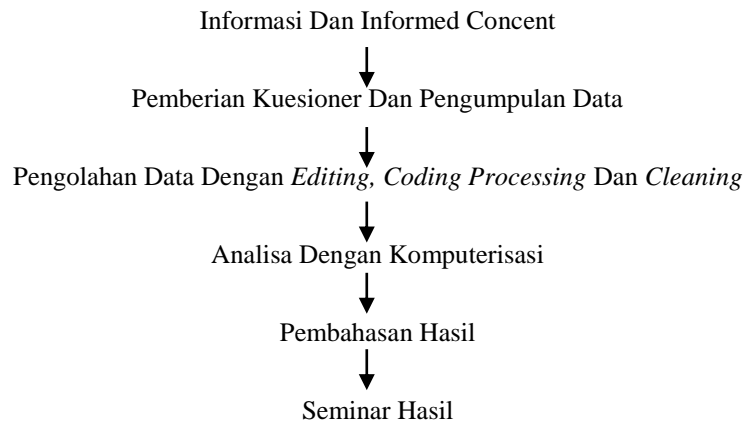 Informasi Dan Informed Concent
Pemberian Kuesioner Dan Pengumpulan Data
Pengolahan Data Dengan Editing, Coding Processing Dan Cleaning
Analisa Dengan Komputerisasi
Pembahasan Hasil
Seminar Hasil